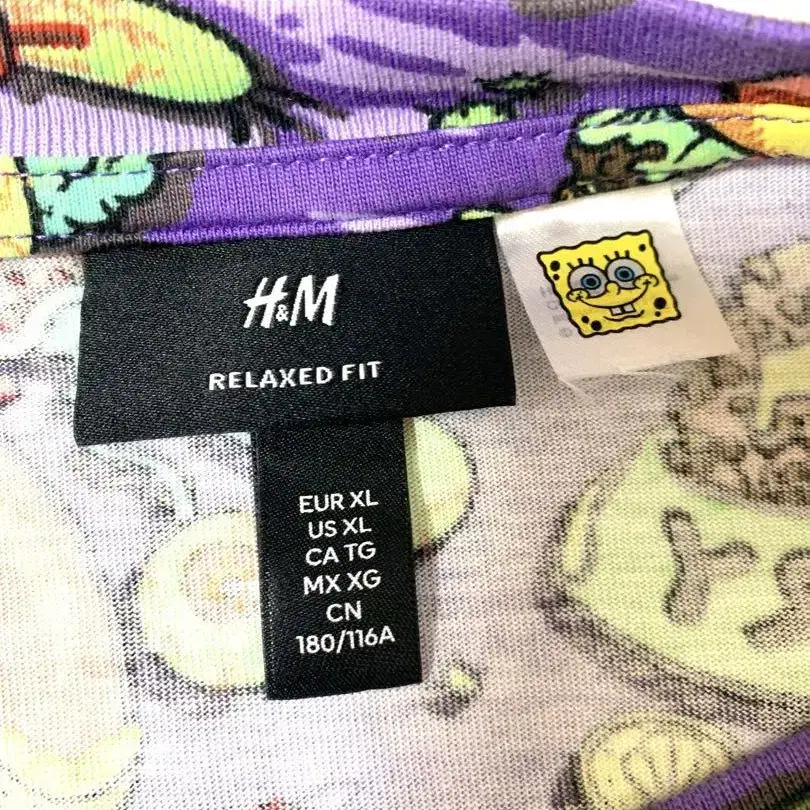 H&M
RELAXED FIT
EUR XL
US XL
CA TG
MX XG
CN
180/116A